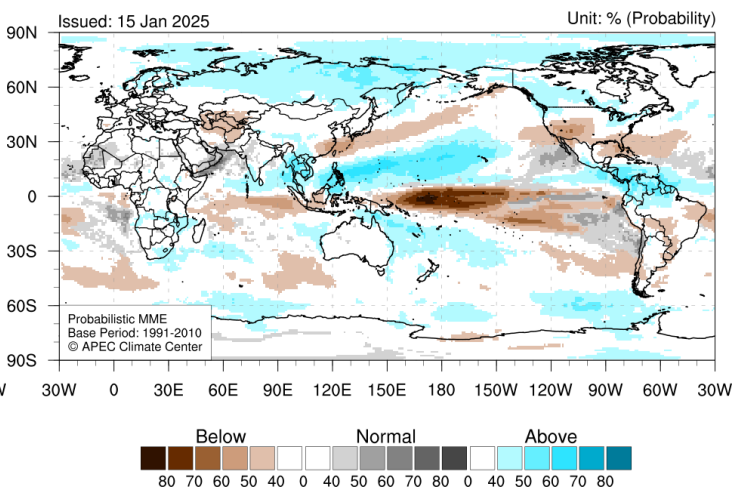 Issued: 15 Jan 2025
Unit: % (Probability)
90N
60N
30N
0
30S
60S
90S
Probabilistic MME
Base Period: 1991-2010
© APEC Climate Center
W 30W 0 30E 60E 90E 120E 150E 180 150W 120W 90W 60W 30W
Below Normal Above
80 70 60 50 40 0 40 50 60 70 80 0 40 50 60 70 80